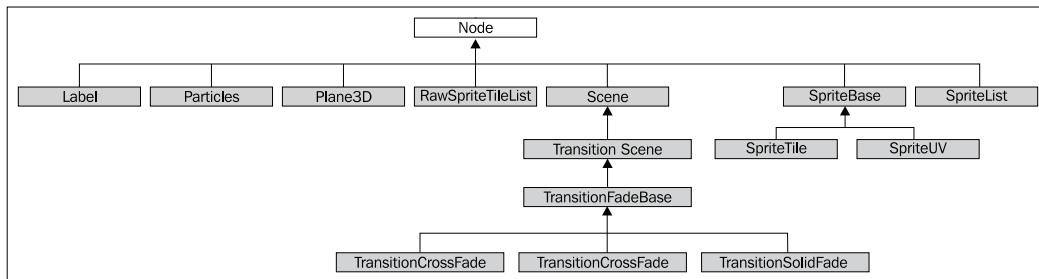 Node
Label
Particles
Plane3D
RawSpriteTileList
Scene
SpriteBase
SpriteList
Transition Scene
SpriteTile
SpriteUV
TransitionFadeBase
TransitionCrossFade
TransitionCrossFade
TransitionSolidFade